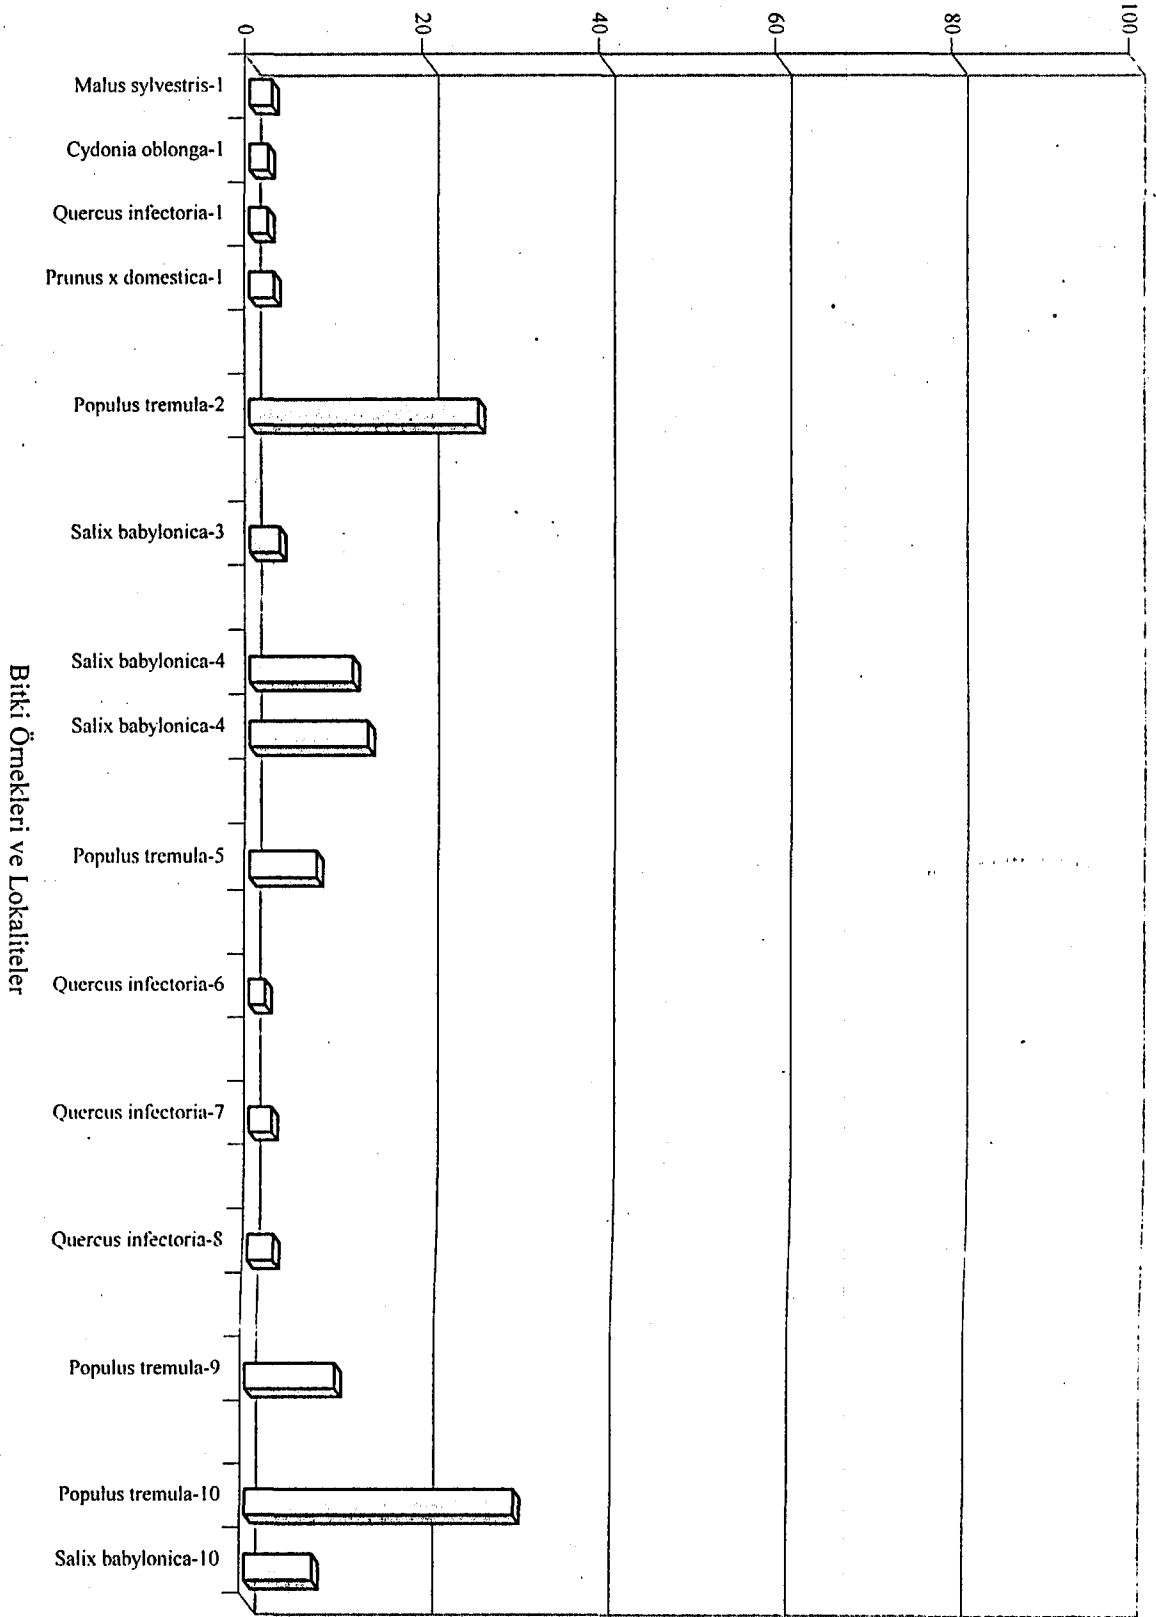 100
80
60
40
20
0
Malus sylvestris-1
Cydonia oblonga-1
Quercus infectoria-1
Prunus x domestica-1
Populus tremula-2
Salix babylonica-3
Salix babylonica-4
Salix babylonica-4
Populus tremula-5
Quercus infectoria-6
Quercus infectoria-7
Quercus infectoria-8
Populus tremula-9
Populus tremula-10
Salix babylonica-10
Bitki Örnekleri ve Lokaliteler